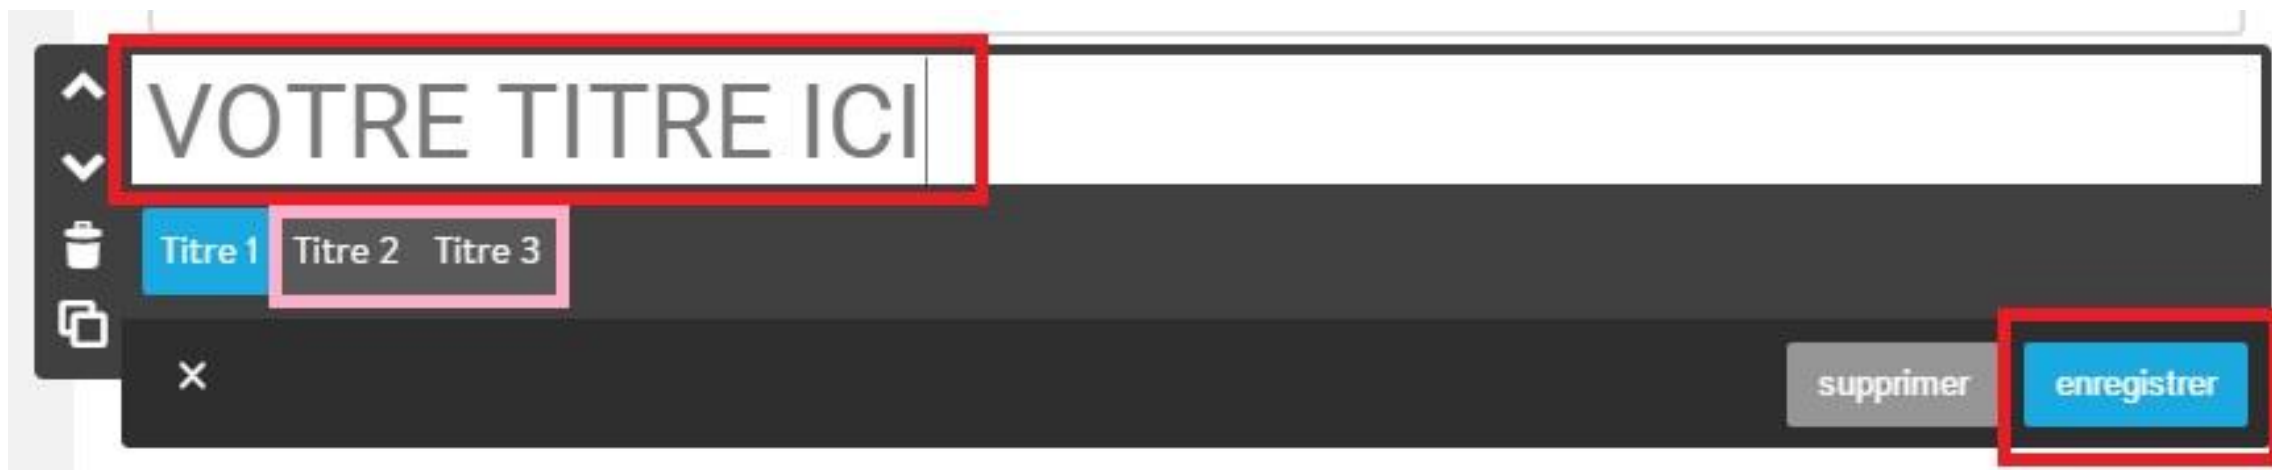 VOTRE TITRE ICI
Titre 1 Titre 2 Titre 3
supprimer enregistrer